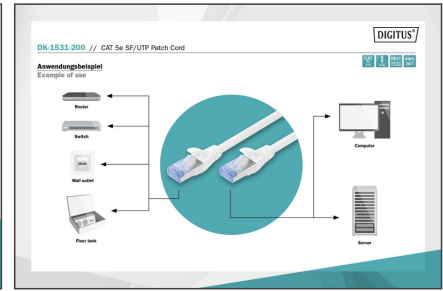 DIGITUS®
DK-1531-200 // CAT 5e SF/UTP Patch Cord
Anwendungsbeispiel
Example of use
CAT
Router
Switch
Wall outlet
Floor tank
Computer
Server